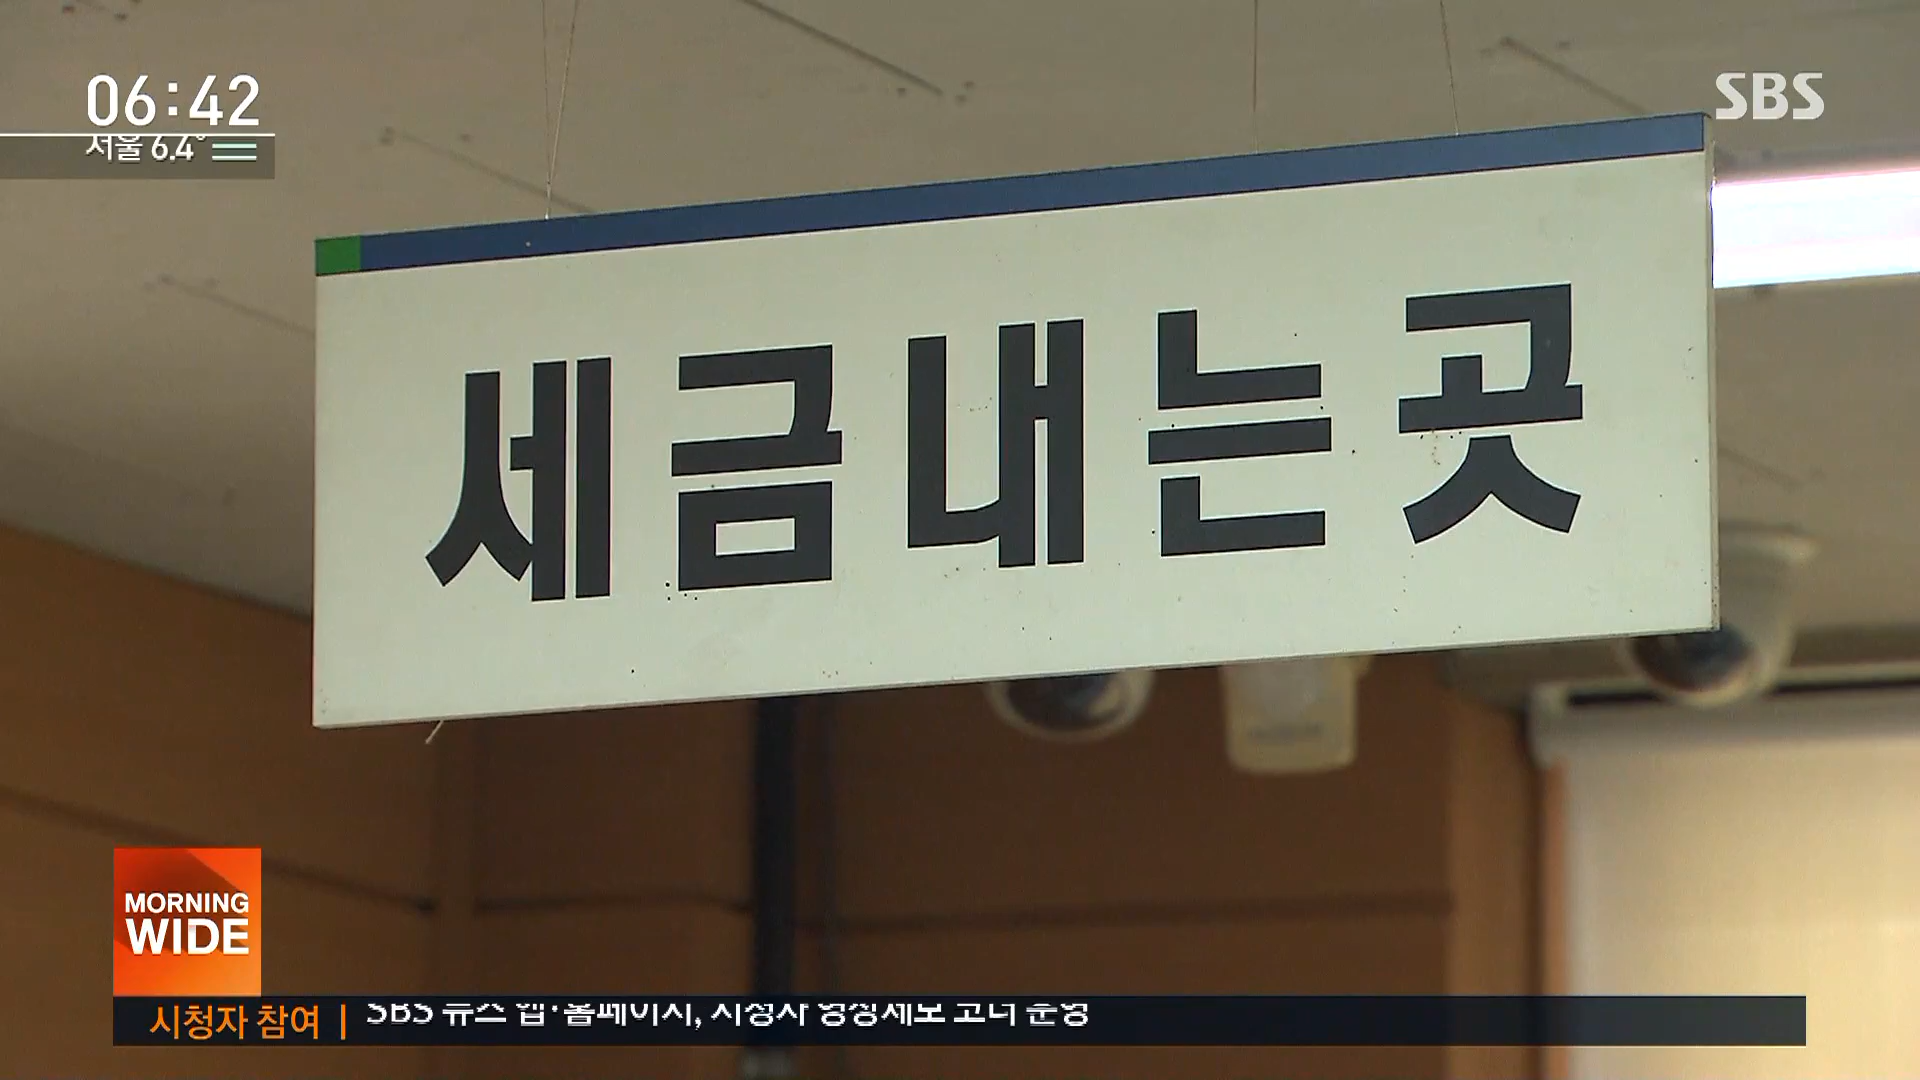 06:42
SBS
서울 6.4°
세금내는곳
MORNING
WIDE
시청자 참여 | SBS 뉴스 앱·홈페이지, 시청자 영상제보 코너 운영